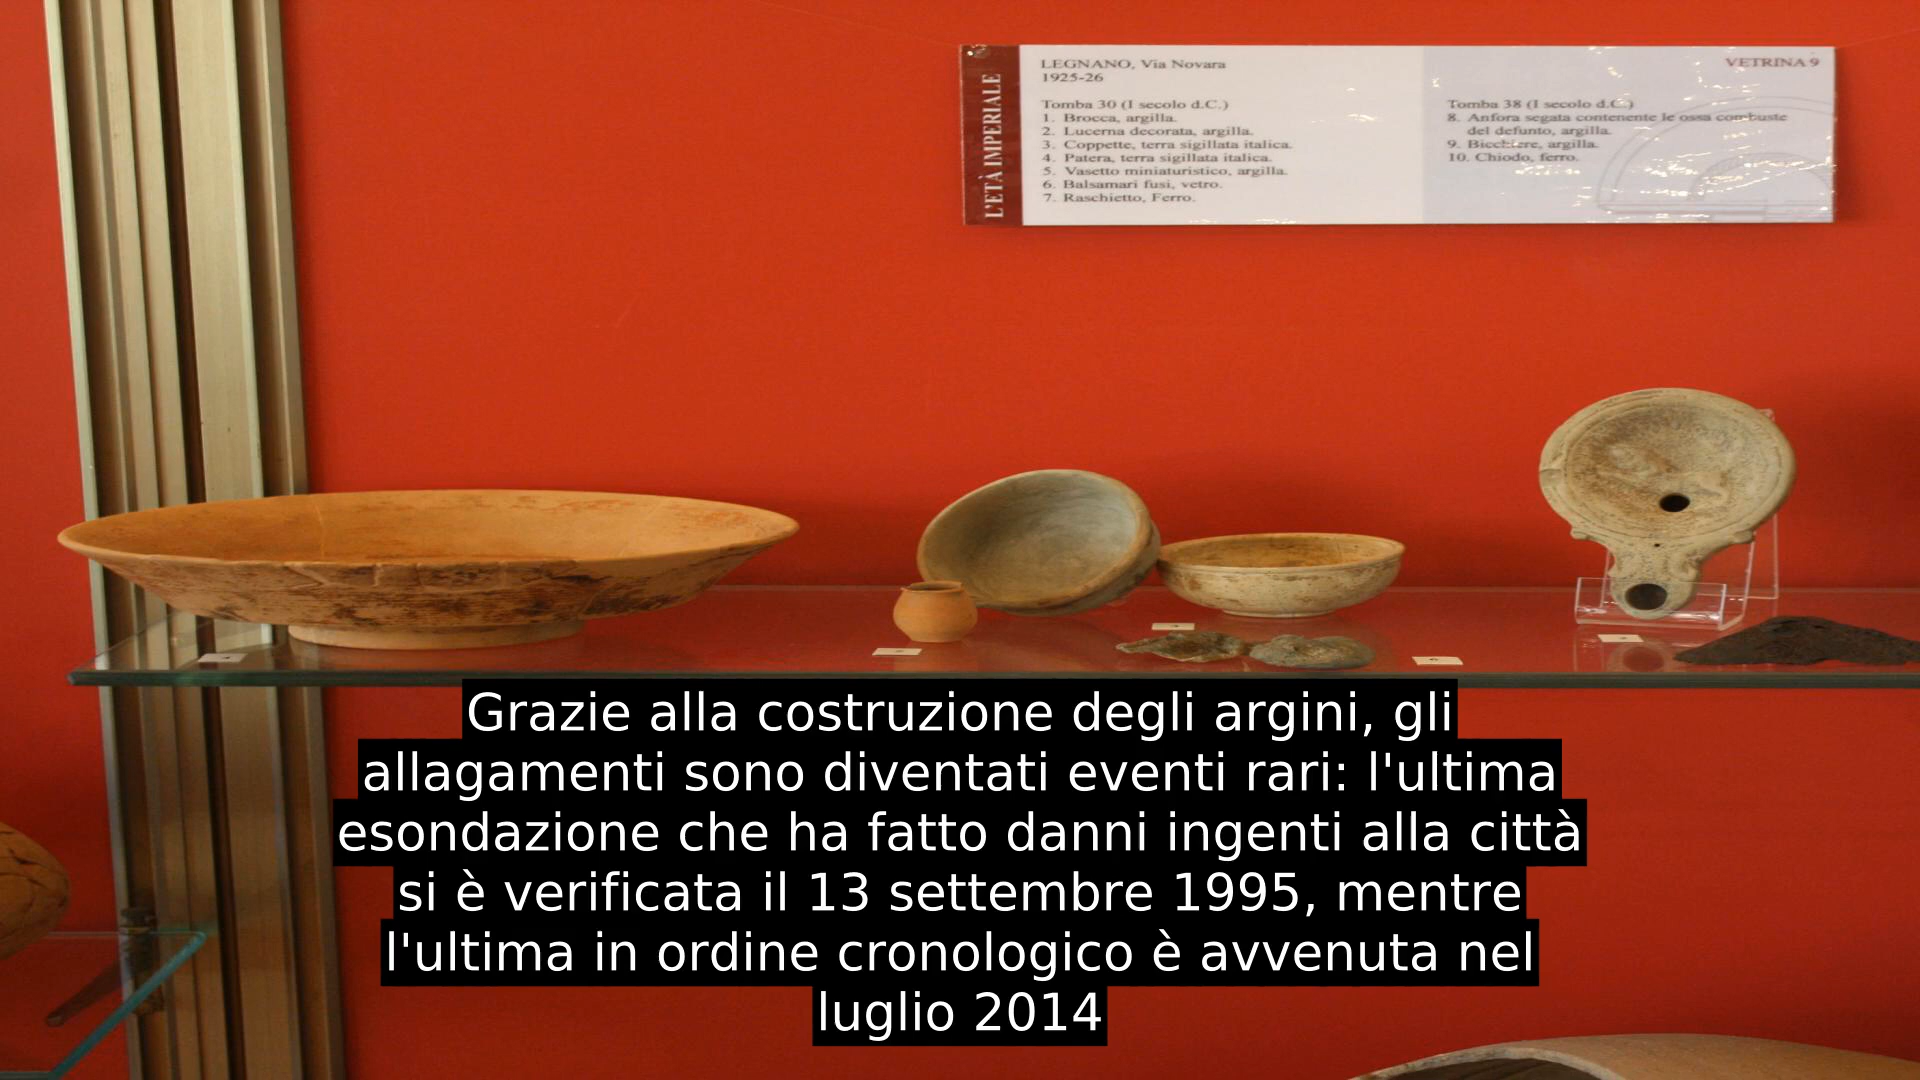 L'ETÀ IMPERIALE
LEGNANO, Via Novara
1925-26
Tomba 30 (I secolo d.C.)
1. Brocca, argilla.
2. Lucerna decorata, argilla.
3. Coppette, terra sigillata italica.
4. Patera, terra sigillata italica.
5. Vasetto miniaturistico, argilla.
6. Balsamari fusi, vetro.
7. Raschietto, Ferro.
VETRINA 9
Tomba 38 (I secolo d.C.)
8. Anfora segata contenente le ossa combuste
del defunto, argilla.
9. Bicchiere, argilla.
10. Chiodo, ferro.
Grazie alla costruzione degli argini, gli
allagamenti sono diventati eventi rari: l'ultima
esondazione che ha fatto danni ingenti alla città
si è verificata il 13 settembre 1995, mentre
l'ultima in ordine cronologico è avvenuta nel
luglio 2014